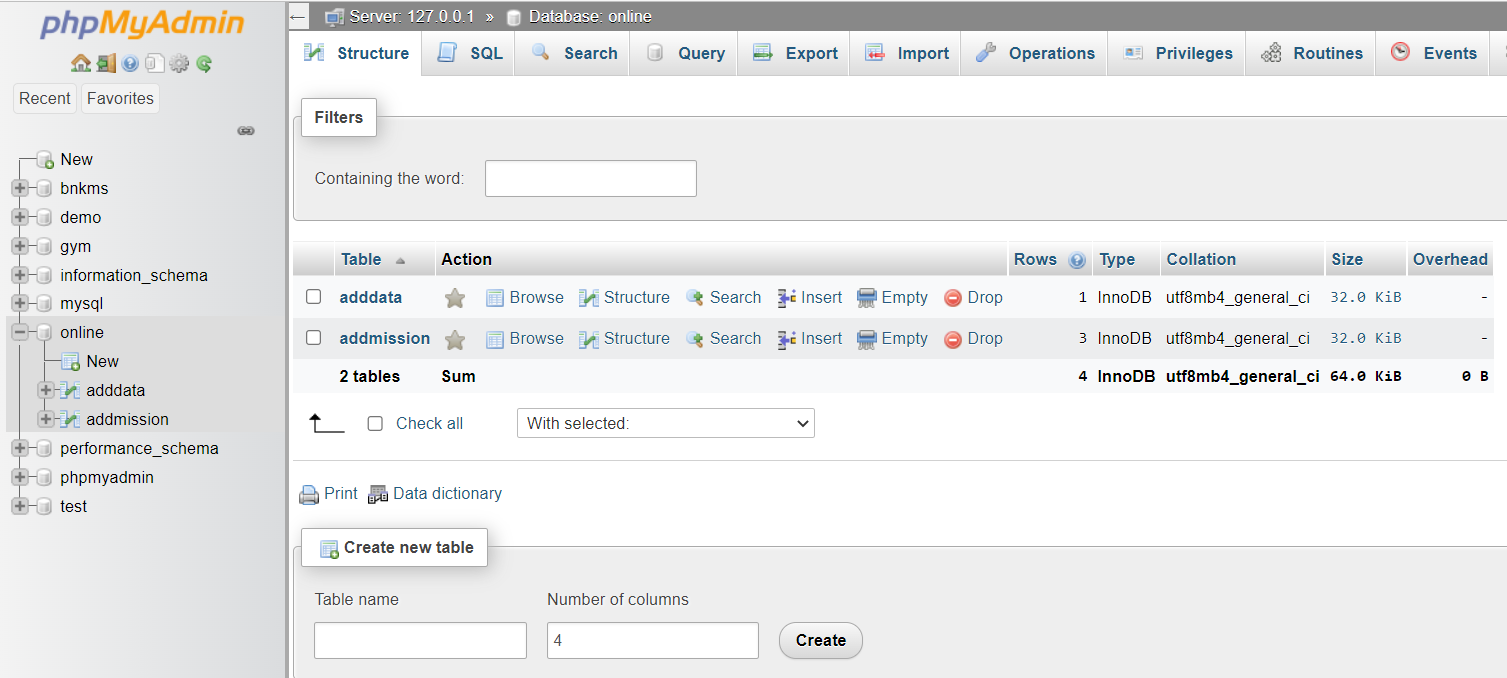 phpMyAdmin
Recent Favorites
New
bnkms
demo
gym
information_schema
mysql
online
New
adddata
addmission
performance_schema
phpmyadmin
test
Server: 127.0.0.1 » Database: online
Structure SQL Search Query Export Import Operations Privileges Routines Events
Filters
Containing the word:
Table Action Rows Type Collation Size Overhead
adddata Browse Structure Search Insert Empty Drop 1 InnoDB utf8mb4_general_ci 32.0 KiB -
addmission Browse Structure Search Insert Empty Drop 3 InnoDB utf8mb4_general_ci 32.0 KiB -
2 tables Sum 4 InnoDB utf8mb4_general_ci 64.0 KiB 0 B
Check all With selected:
Print Data dictionary
Create new table
Table name Number of columns
4 Create